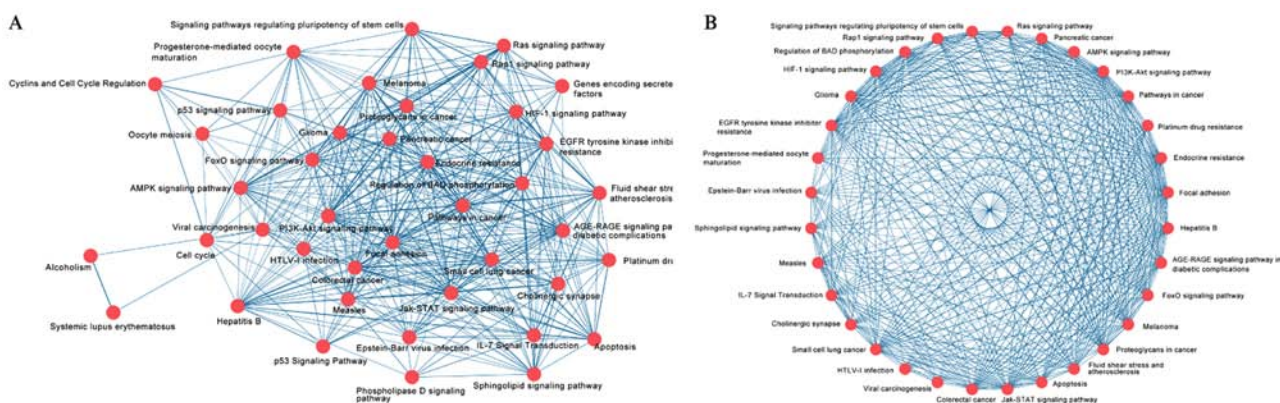 A
Signaling pathways regulating pluripotency of stem cells
Progesterone-mediated oocyte
maturation
Ras signaling pathway
Rap1 signaling pathway
Cyclins and Cell Cycle Regulation
Melanoma
Genes encoding secrete
factors
p53 signaling pathway
Proteoglycans in cancer
HIF-1 signaling pathway
Oocyte meiosis
Glioma
Pancreatic cancer
EGFR tyrosine kinase inhibi
resistance
FoxO signaling pathway
Endocrine resistance
AMPK signaling pathway
Regulation of BAD phosphorylation
Fluid shear stre
atherosclerosis
Viral carcinogenesis
PI3K-Akt signaling pathway
Pathways in cancer
AGE-RAGE signaling pa
diabetic complications
Cell cycle
HTLV-I infection
Focal adhesion
Alcoholism
Colorectal cancer
Small cell lung cancer
Platinum dru
Cholinergic synapse
Systemic lupus erythematosus
Hepatitis B
Measles
Jak-STAT signaling pathway
p53 Signaling Pathway
Epstein-Barr virus infection
IL-7 Signal Transduction
Apoptosis
Phospholipase D signaling
pathway
Sphingolipid signaling pathway
B
Signaling pathways regulating pluripotency of stem cells
Ras signaling pathway
Rap1 signaling pathway
Pancreatic cancer
Regulation of BAD phosphorylation
AMPK signaling pathway
HIF-1 signaling pathway
PI3K-Akt signaling pathway
Glioma
Pathways in cancer
EGFR tyrosine kinase inhibiter
resistance
Platinum drug resistance
Progesterone-mediated oocyte
maturation
Endocrine resistance
Epstein-Barr virus infection
Focal adhesion
Sphingolipid signaling pathway
Hepatitis B
Measles
AGE-RAGE signaling pathway in
diabetic complications
IL-7 Signal Transduction
FoxO signaling pathway
Cholinergic synapse
Melanoma
Small cell lung cancer
Proteoglycans in cancer
HTLV-I infection
Fluid shear stress and
atherosclerosis
Viral carcinogenesis
Apoptosis
Colerectal cancer
Jak-STAT signaling pathway